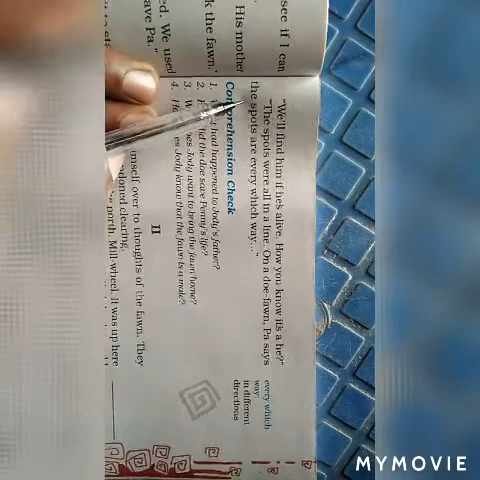 see if I can
His mother
k the fawn."
ed. We used
ave Pa."
"We'll find him if he's alive. How you know it's a he?"
"The spots were all in a line. On a doe-fawn, Pa says
the spots are every which way..."
every which
way:
in different
directions
Comprehension Check
1. had happened to Jody's father?
2. did the doe save Penny's life?
3. Jody want to bring the fawn home?
4. Jody know that the fawn is a male?
II
over to thoughts of the fawn. They
clearing.
north. Mill-wheel. It was up here
MYMOVIE